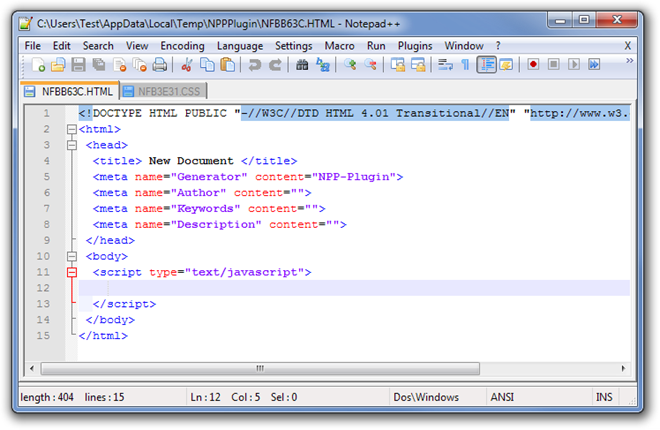 C:\Users\Test\AppData\Local\Temp\NPPPlugin\NFBB63C.HTML - Notepad++
File Edit Search View Encoding Language Settings Macro Run Plugins Window ? X
NFBB63C.HTML NFB3E31.CSS
1 <!DOCTYPE HTML PUBLIC "-//W3C//DTD HTML 4.01 Transitional//EN" "http://www.w3.
2 <html>
3 <head>
4 <title> New Document </title>
5 <meta name="Generator" content="NPP-Plugin">
6 <meta name="Author" content="">
7 <meta name="Keywords" content="">
8 <meta name="Description" content="">
9 </head>
10 <body>
11 <script type="text/javascript">
12
13 </script>
14 </body>
15 </html>
length : 404 lines : 15 Ln : 12 Col : 5 Sel : 0 Dos\Windows ANSI INS